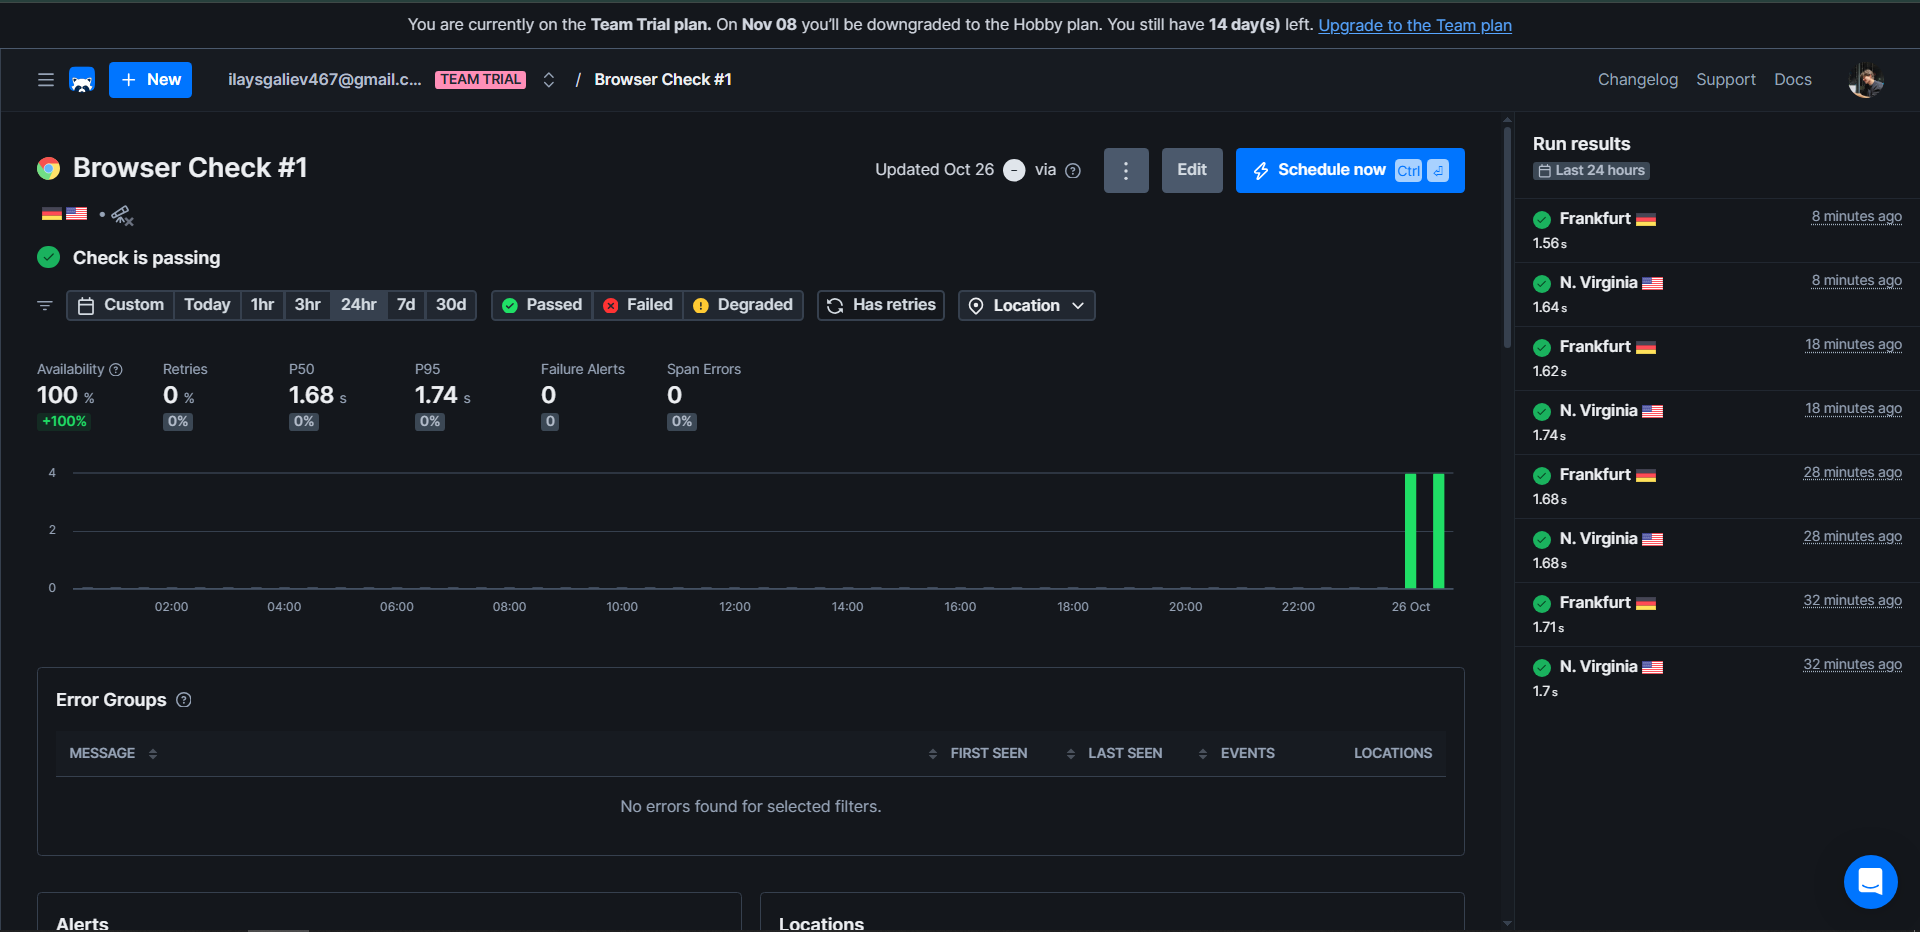 You are currently on the Team Trial plan. On Nov 08 you'll be downgraded to the Hobby plan. You still have 14 day(s) left. Upgrade to the Team plan
New
ilaysgaliev467@gmail.c... TEAM TRIAL / Browser Check #1
Changelog Support Docs
Browser Check #1
Updated Oct 26 - via
Edit
Schedule now Ctrl
Check is passing
Custom Today 1hr 3hr 24hr 7d 30d Passed Failed Degraded Has retries Location
Availability Retries P50 P95 Failure Alerts Span Errors
100 % 0 % 1.68 s 1.74 s 0 0
+100% 0% 0% 0% 0 0%
4
2
0
02:00 04:00 06:00 08:00 10:00 12:00 14:00 16:00 18:00 20:00 22:00 26 Oct
Error Groups
MESSAGE FIRST SEEN LAST SEEN EVENTS LOCATIONS
No errors found for selected filters.
Alerts
Locations
Run results
Last 24 hours
Frankfurt 8 minutes ago
1.56s
N. Virginia 8 minutes ago
1.64s
Frankfurt 18 minutes ago
1.62s
N. Virginia 18 minutes ago
1.74s
Frankfurt 28 minutes ago
1.68s
N. Virginia 28 minutes ago
1.68s
Frankfurt 32 minutes ago
1.71s
N. Virginia 32 minutes ago
1.7s